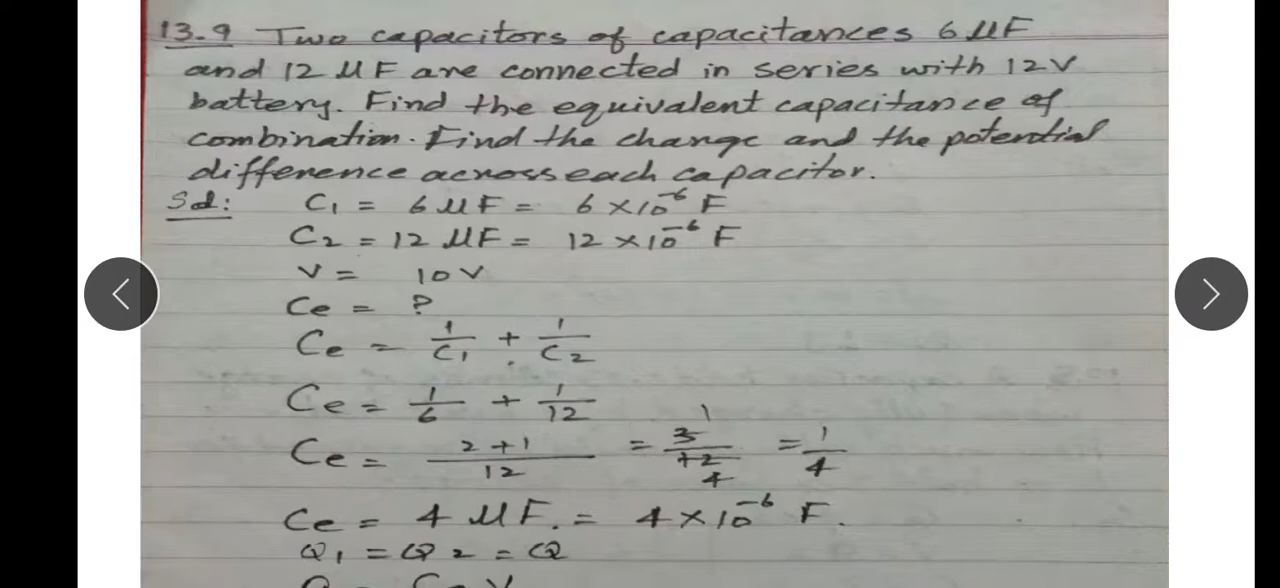 13.9 Two capacitors of capacitances 6 μF
and 12 μF are connected in series with 12V
battery. Find the equivalent capacitance of
combination. Find the change and the potential
difference across each capacitor.
Sol: C₁ = 6 μF = 6 × 10⁻⁶ F
C₂ = 12 μF = 12 × 10⁻⁶ F
V = 10V
Ce = ?
Ce = 1/C₁ + 1/C₂
Ce = 1/6 + 1/12
Ce = 2+1/12 = 3/12 = 1/4
Ce = 4 μF. = 4 × 10⁻⁶ F.
Q₁ = Q₂ = Q